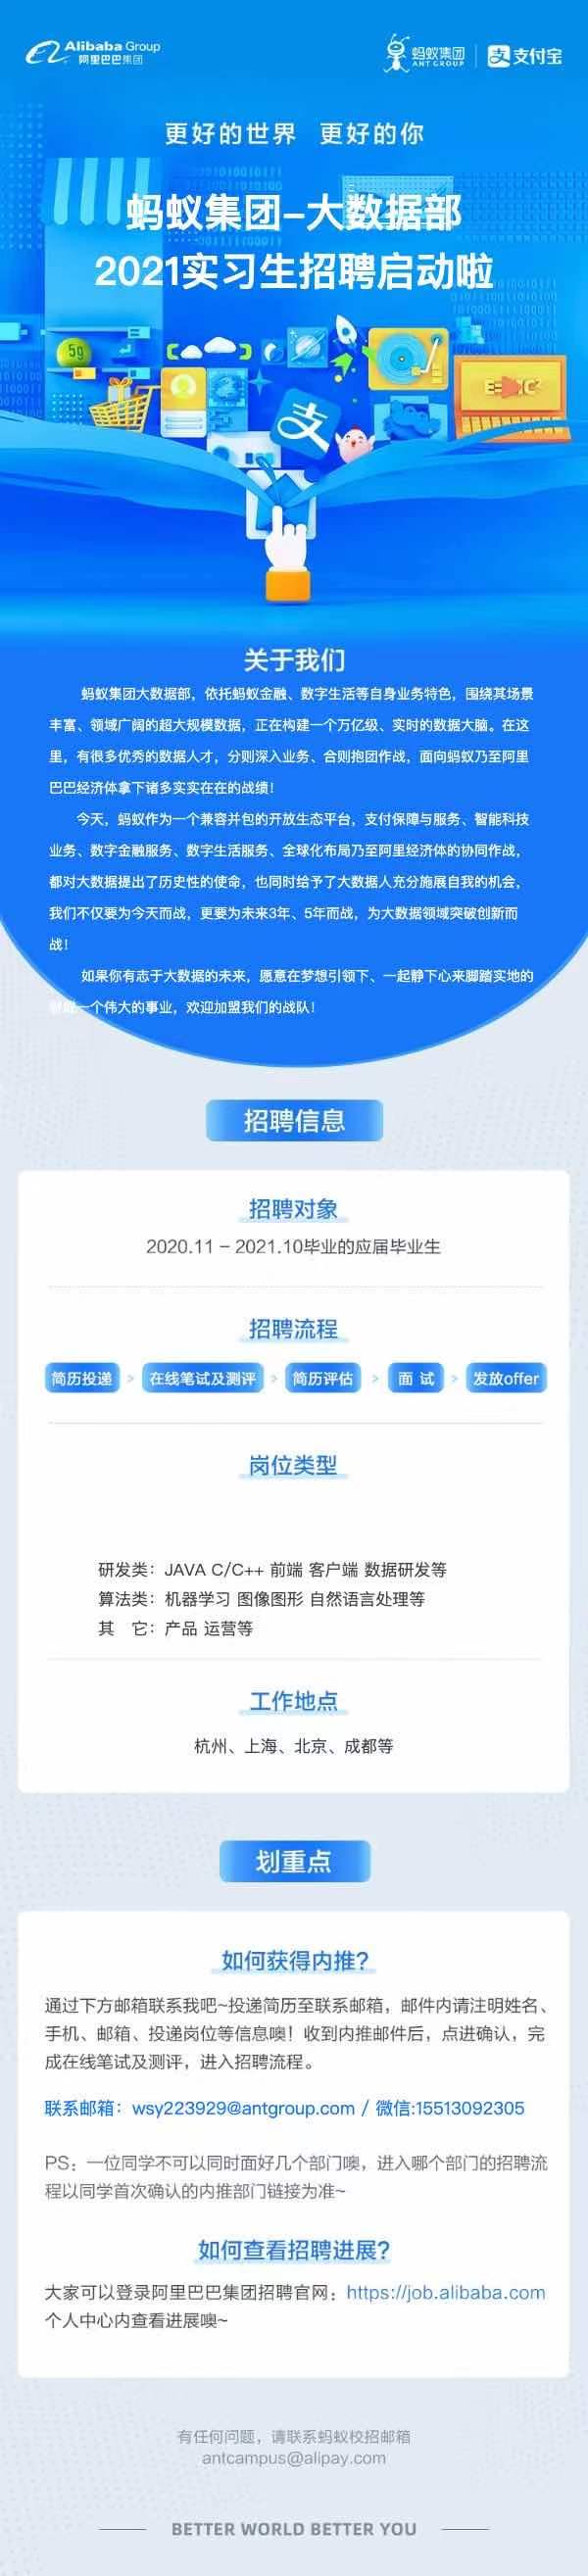 Alibaba Group
阿里巴巴集团
蚂蚁集团
ANT GROUP
支付宝
更好的世界 更好的你
蚂蚁集团-大数据部
2021实习生招聘启动啦
5g
支
关于我们
蚂蚁集团大数据部，依托蚂蚁金融、数字生活等自身业务特色，围绕其场景
丰富、领域广阔的超大规模数据，正在构建一个万亿级、实时的数据大脑。在这
里，有很多优秀的数据人才，分则深入业务、合则抱团作战，面向蚂蚁乃至阿里
巴巴经济体拿下诸多实实在在的战绩！
今天，蚂蚁作为一个兼容并包的开放生态平台，支付保障与服务、智能科技
业务、数字金融服务、数字生活服务、全球化布局乃至阿里经济体的协同作战，
都对大数据提出了历史性的使命，也同时给予了大数据人充分施展自我的机会，
我们不仅要为今天而战，更要为未来3年、5年而战，为大数据领域突破创新而
战！
如果你有志于大数据的未来，愿意在梦想引领下、一起静下心来脚踏实地的
一个伟大的事业，欢迎加盟我们的战队！
招聘信息
招聘对象
2020.11 – 2021.10毕业的应届毕业生
招聘流程
简历投递 > 在线笔试及测评 > 简历评估 > 面 试 > 发放offer
岗位类型
研发类：JAVA C/C++ 前端 客户端 数据研发等
算法类：机器学习 图像图形 自然语言处理等
其 它：产品 运营等
工作地点
杭州、上海、北京、成都等
划重点
如何获得内推？
通过下方邮箱联系我吧~投递简历至联系邮箱，邮件内请注明姓名、
手机、邮箱、投递岗位等信息噢！收到内推邮件后，点进确认，完
成在线笔试及测评，进入招聘流程。
联系邮箱：wsy223929@antgroup.com / 微信:15513092305
PS：一位同学不可以同时面好几个部门噢，进入哪个部门的招聘流
程以同学首次确认的内推部门链接为准~
如何查看招聘进展？
大家可以登录阿里巴巴集团招聘官网：https://job.alibaba.com
个人中心内查看进展噢~
有任何问题，请联系蚂蚁校招邮箱
antcampus@alipay.com
BETTER WORLD BETTER YOU